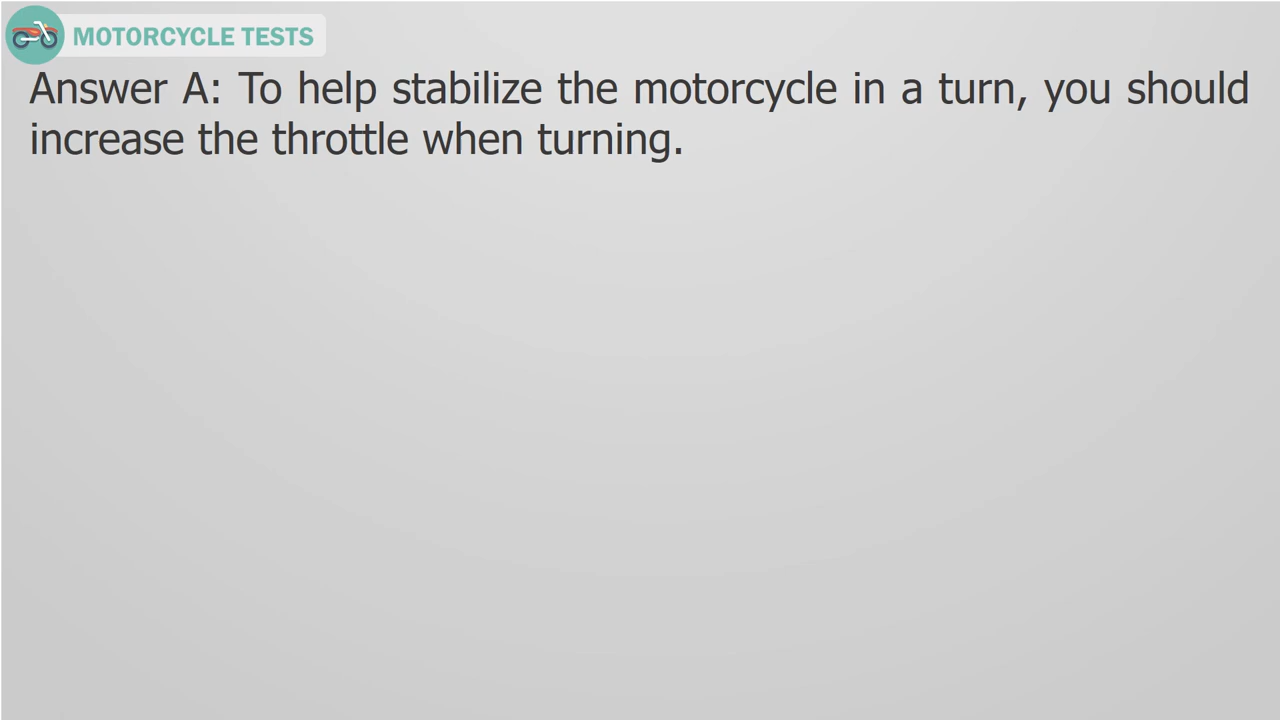 MOTORCYCLE TESTS
Answer A: To help stabilize the motorcycle in a turn, you should
increase the throttle when turning.